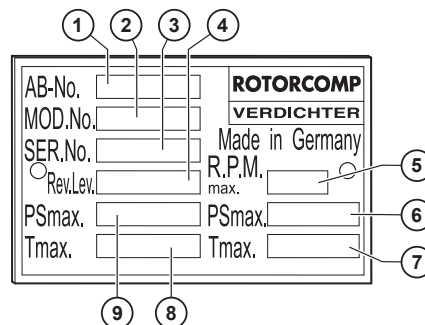 1 2 3 4
AB-No. ROTORCOMP
MOD.No. VERDICHTER
SER.No. Made in Germany
Rev.Lev. R.P.M. max. 5
PSmax. PSmax. 6
Tmax. Tmax. 7
9 8